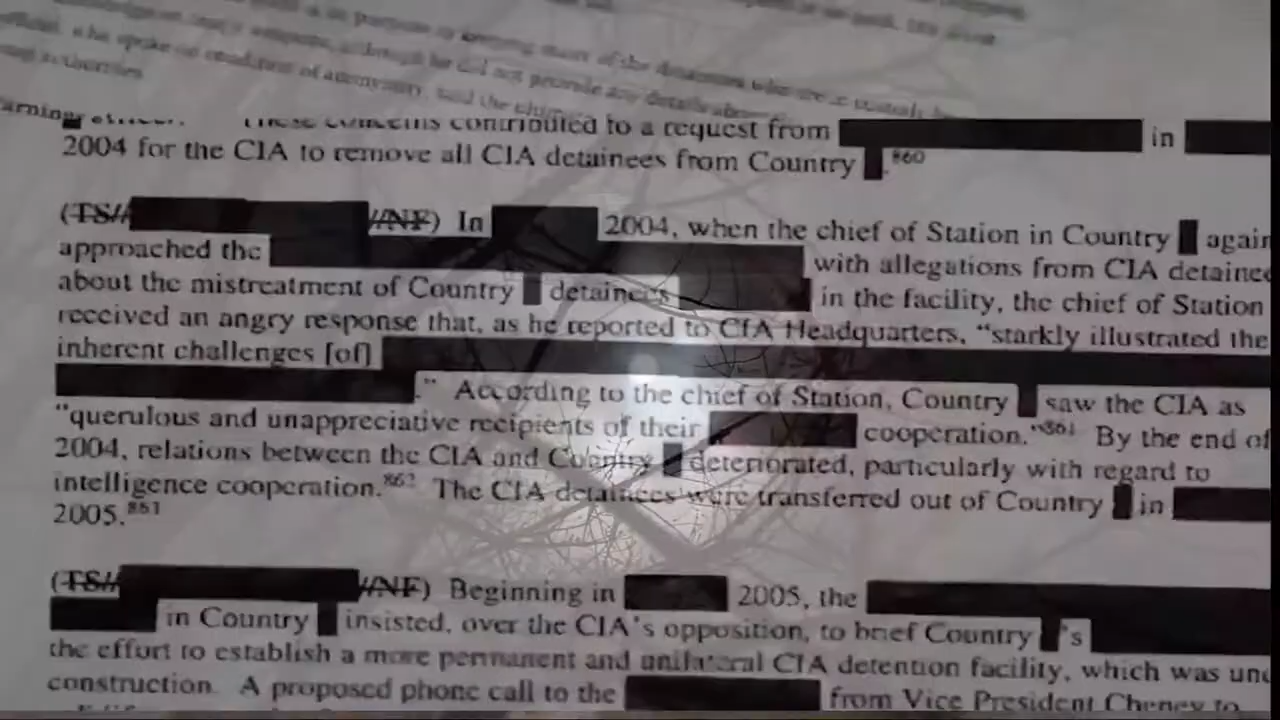 These concerns contributed to a request from in
2004 for the CIA to remove all CIA detainees from Country .860
(TS// //NF) In 2004, when the chief of Station in Country again
approached the with allegations from CIA detainee
about the mistreatment of Country detainees in the facility, the chief of Station
received an angry response that, as he reported to CIA Headquarters, "starkly illustrated the
inherent challenges [of]
." According to the chief of Station, Country saw the CIA as
"querulous and unappreciative recipients of their cooperation."861 By the end of
2004, relations between the CIA and Country deteriorated, particularly with regard to
intelligence cooperation.862 The CIA detainees were transferred out of Country in
2005.863
(TS// //NF) Beginning in 2005, the
in Country insisted, over the CIA's opposition, to brief Country 's
the effort to establish a more permanent and unilateral CIA detention facility, which was und
construction. A proposed phone call to the from Vice President Cheney to